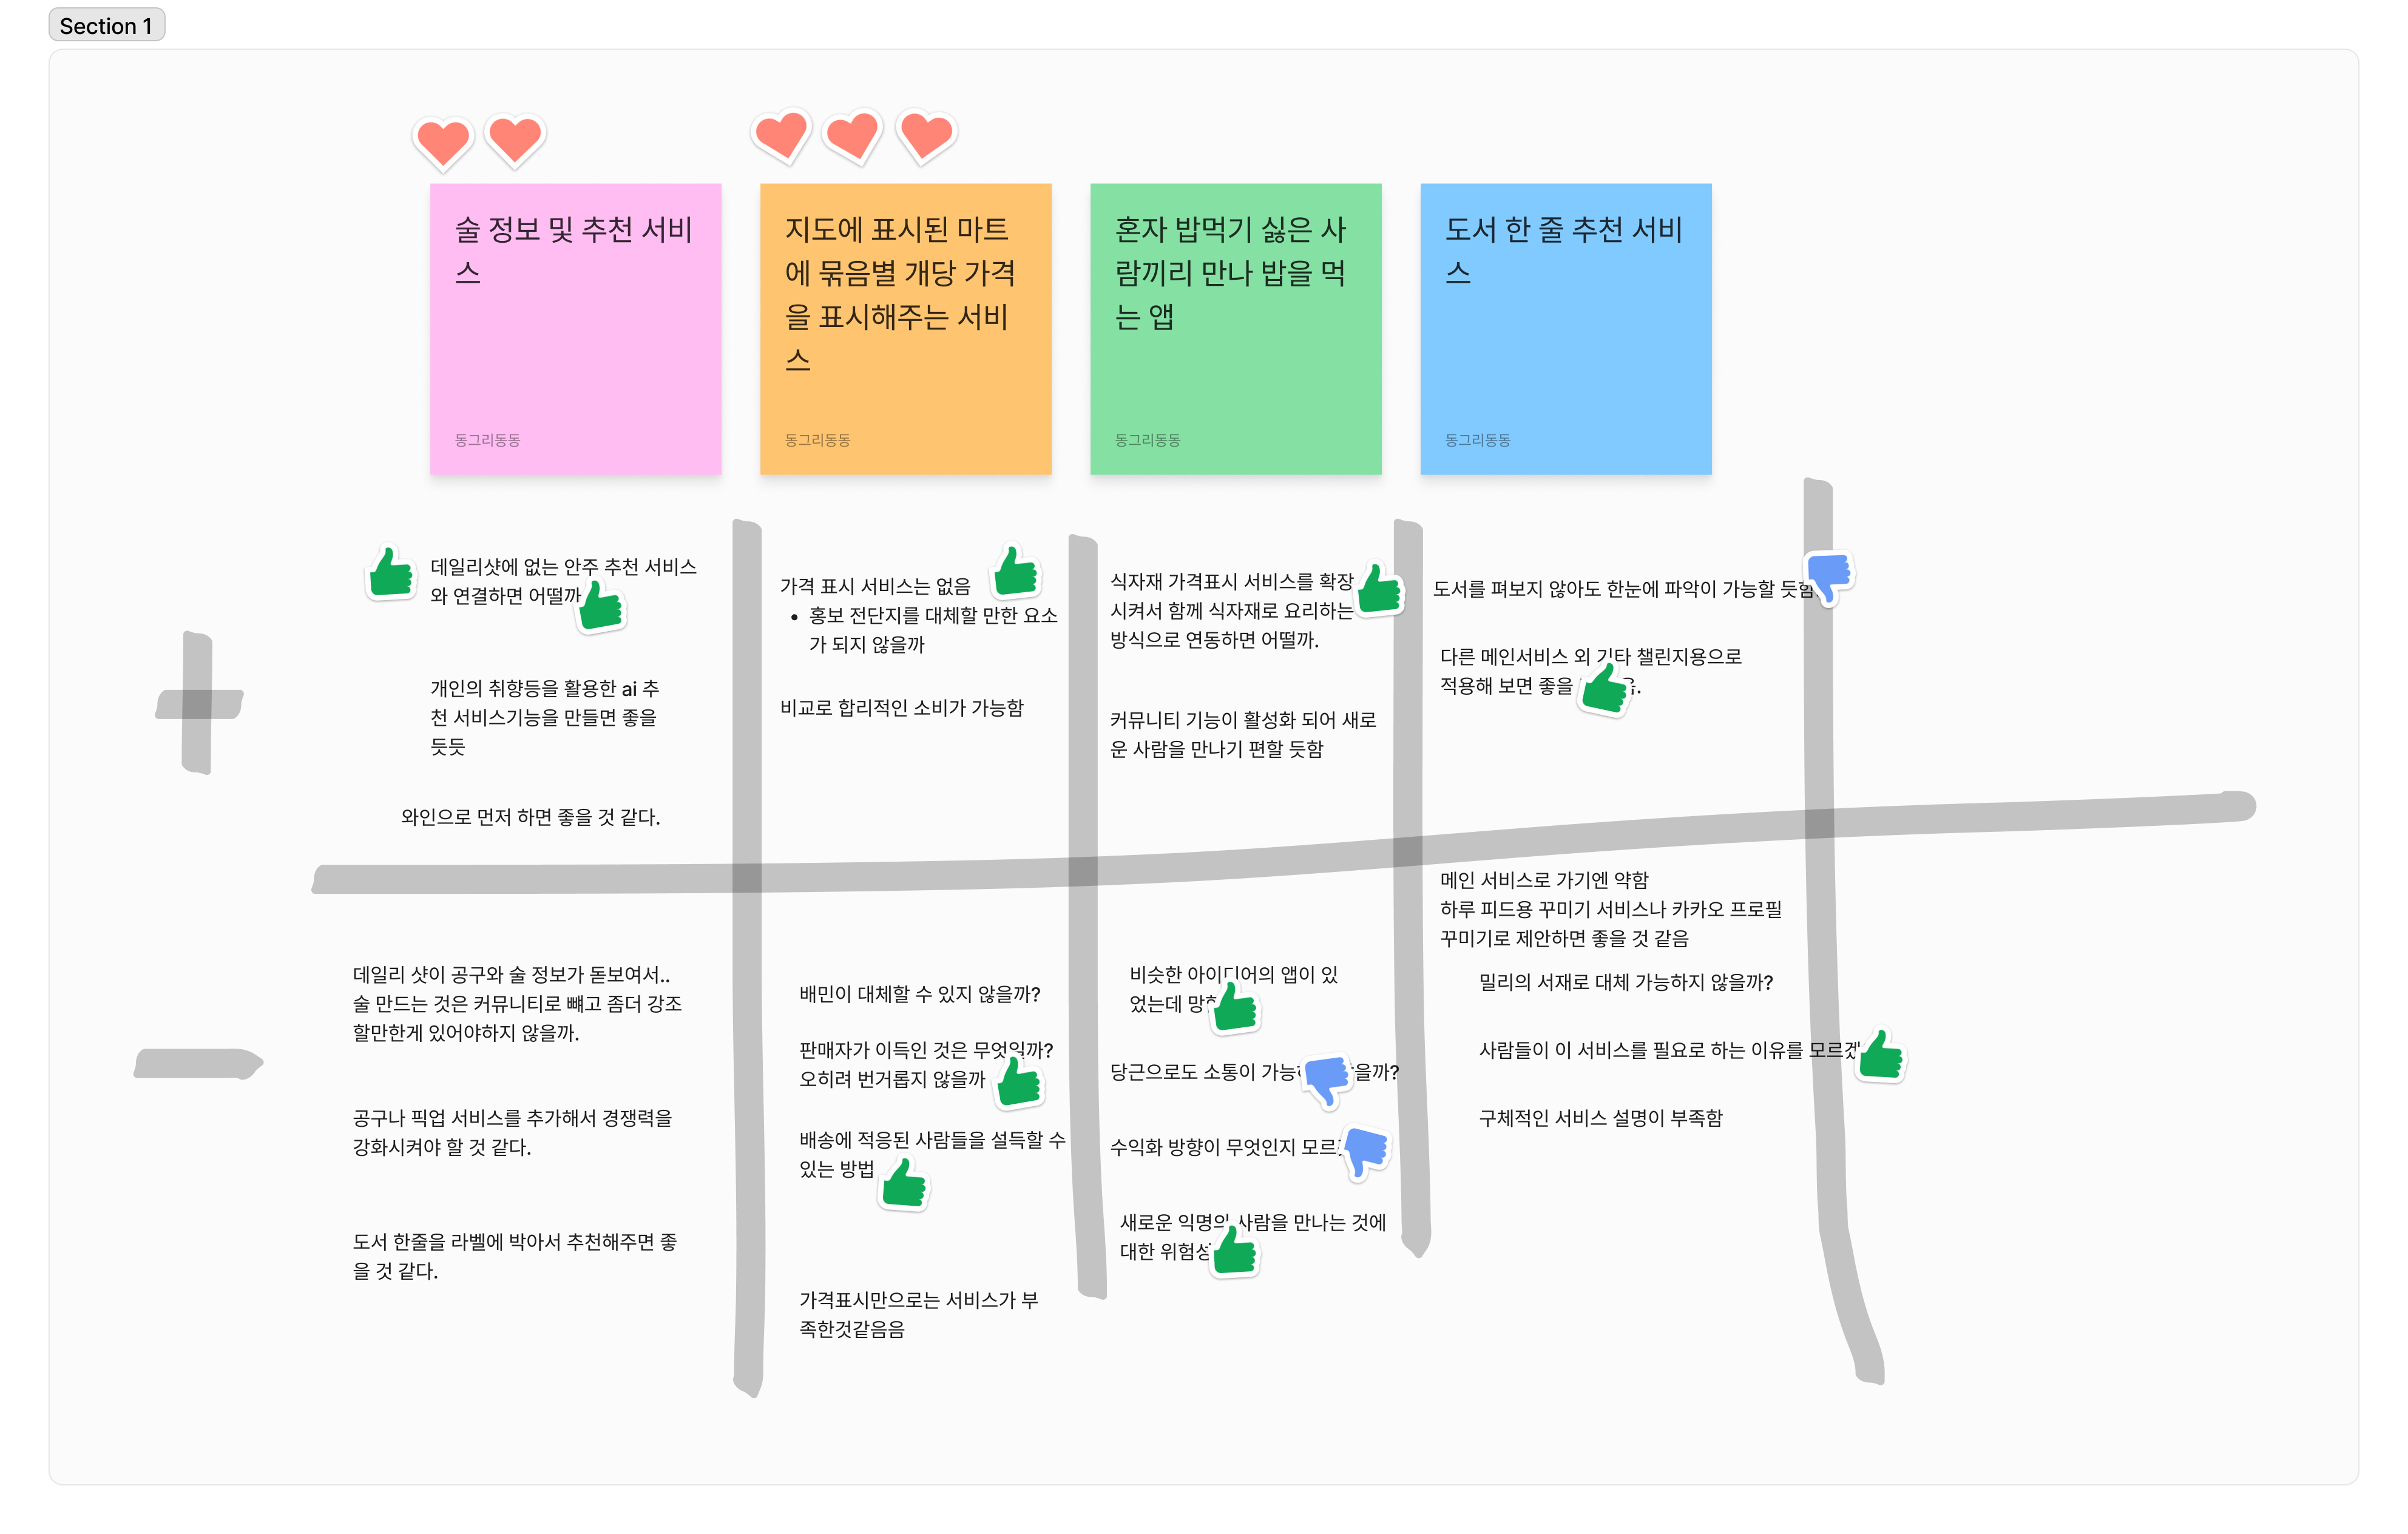 Section 1
술 정보 및 추천 서비
스
동그리동동
지도에 표시된 마트
에 묶음별 개당 가격
을 표시해주는 서비
스
동그리동동
혼자 밥먹기 싫은 사
람끼리 만나 밥을 먹
는 앱
동그리동동
도서 한 줄 추천 서비
스
동그리동동
데일리샷에 없는 안주 추천 서비스
와 연결하면 어떨까
개인의 취향등을 활용한 ai 추
천 서비스기능을 만들면 좋을
듯듯
와인으로 먼저 하면 좋을 것 같다.
가격 표시 서비스는 없음
• 홍보 전단지를 대체할 만한 요소
가 되지 않을까
비교로 합리적인 소비가 가능함
식자재 가격표시 서비스를 확장
시켜서 함께 식자재로 요리하는
방식으로 연동하면 어떨까.
커뮤니티 기능이 활성화 되어 새로
운 사람을 만나기 편할 듯함
도서를 펴보지 않아도 한눈에 파악이 가능할 듯함
다른 메인서비스 외 기타 챌린지용으로
적용해 보면 좋을
데일리 샷이 공구와 술 정보가 돋보여서..
술 만드는 것은 커뮤니티로 뺴고 좀더 강조
할만한게 있어야하지 않을까.
공구나 픽업 서비스를 추가해서 경쟁력을
강화시켜야 할 것 같다.
도서 한줄을 라벨에 박아서 추천해주면 좋
을 것 같다.
배민이 대체할 수 있지 않을까?
판매자가 이득인 것은 무엇일까?
오히려 번거롭지 않을까
배송에 적응된 사람들을 설득할 수
있는 방법
가격표시만으로는 서비스가 부
족한것같음음
비슷한 아이디어의 앱이 있
었는데
당근으로도 소통이
수익화 방향이 무엇인지
새로운 익명의 사람을 만나는 것에
대한 위험성
메인 서비스로 가기엔 약함
하루 피드용 꾸미기 서비스나 카카오 프로필
꾸미기로 제안하면 좋을 것 같음
밀리의 서재로 대체 가능하지 않을까?
사람들이 이 서비스를 필요로 하는 이유를
구체적인 서비스 설명이 부족함